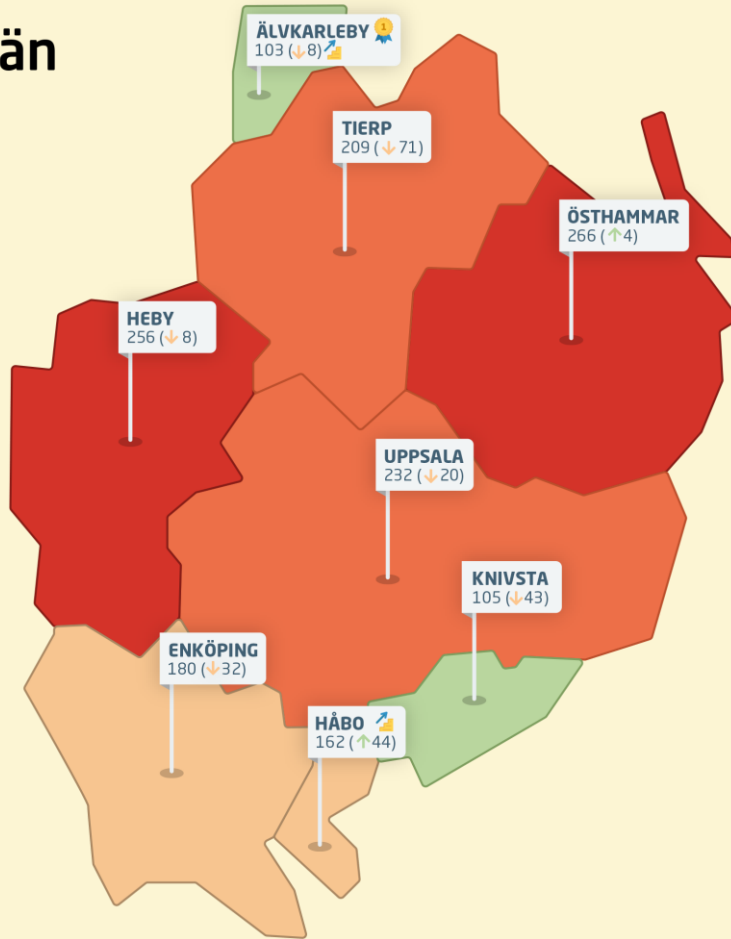 än
ÄLVKARLEBY
1
103 (↓8)
TIERP
209 (↓71)
ÖSTHAMMAR
266 (↑4)
HEBY
256 (↓8)
UPPSALA
232 (↓20)
KNIVSTA
105 (↓43)
ENKÖPING
180 (↓32)
HÅBO
162 (↑44)